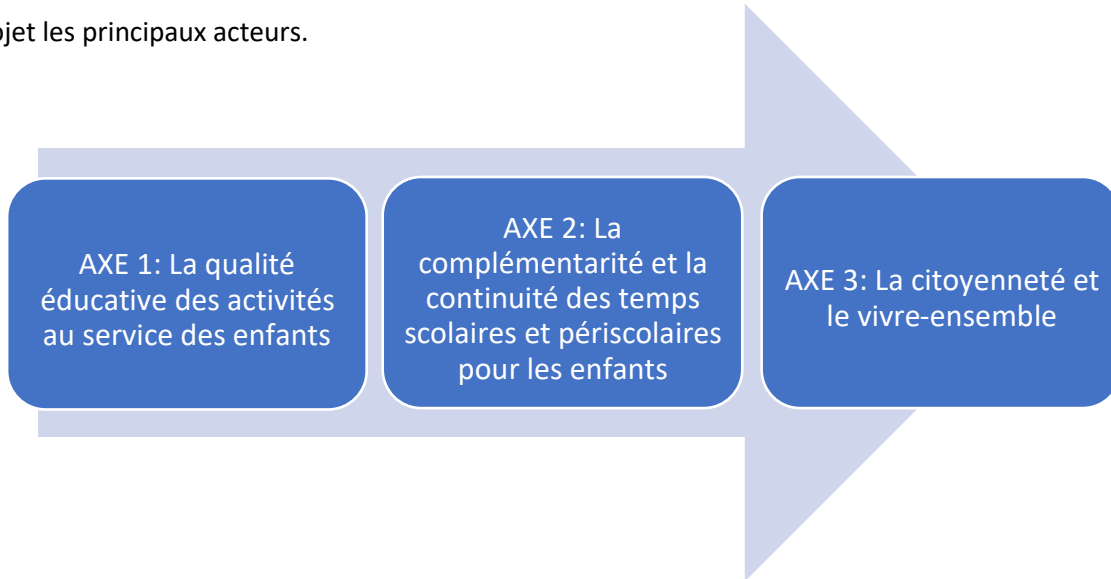 ojet les principaux acteurs.
AXE 1: La qualité
éducative des activités
au service des enfants
AXE 2: La
complémentarité et la
continuité des temps
scolaires et périscolaires
pour les enfants
AXE 3: La citoyenneté et
le vivre-ensemble